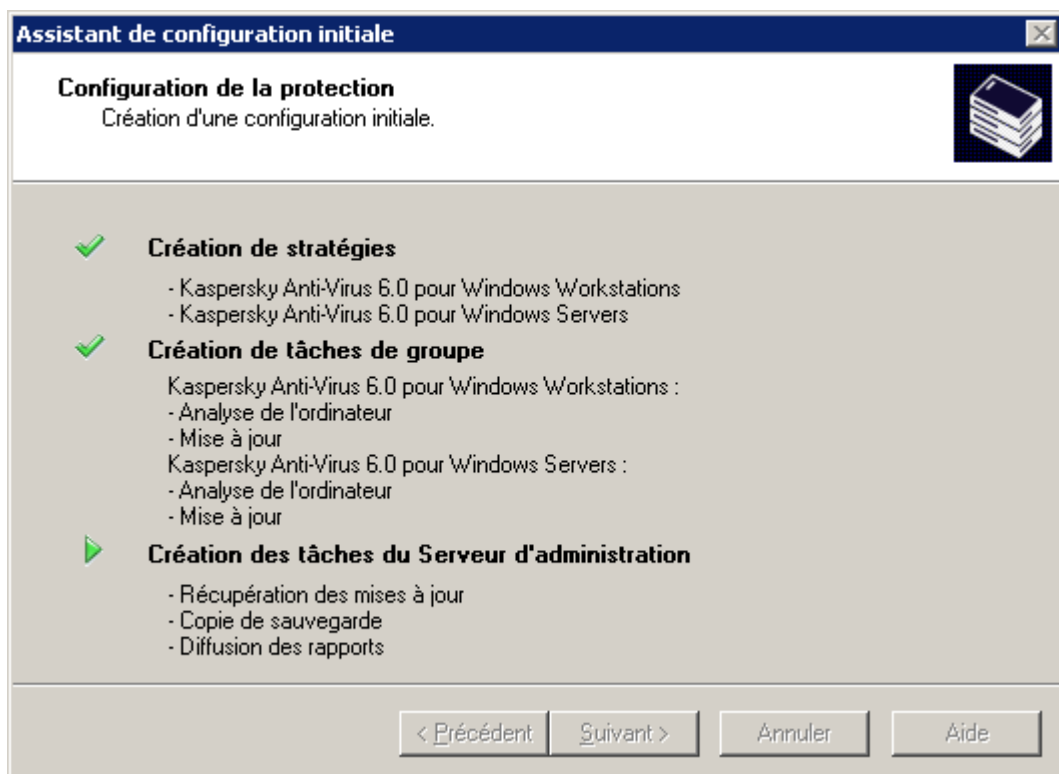 Assistant de configuration initiale
Configuration de la protection
Création d'une configuration initiale.
Création de stratégies
- Kaspersky Anti-Virus 6.0 pour Windows Workstations
- Kaspersky Anti-Virus 6.0 pour Windows Servers
Création de tâches de groupe
Kaspersky Anti-Virus 6.0 pour Windows Workstations :
- Analyse de l'ordinateur
- Mise à jour
Kaspersky Anti-Virus 6.0 pour Windows Servers :
- Analyse de l'ordinateur
- Mise à jour
Création des tâches du Serveur d'administration
- Récupération des mises à jour
- Copie de sauvegarde
- Diffusion des rapports
< Précédent Suivant > Annuler Aide